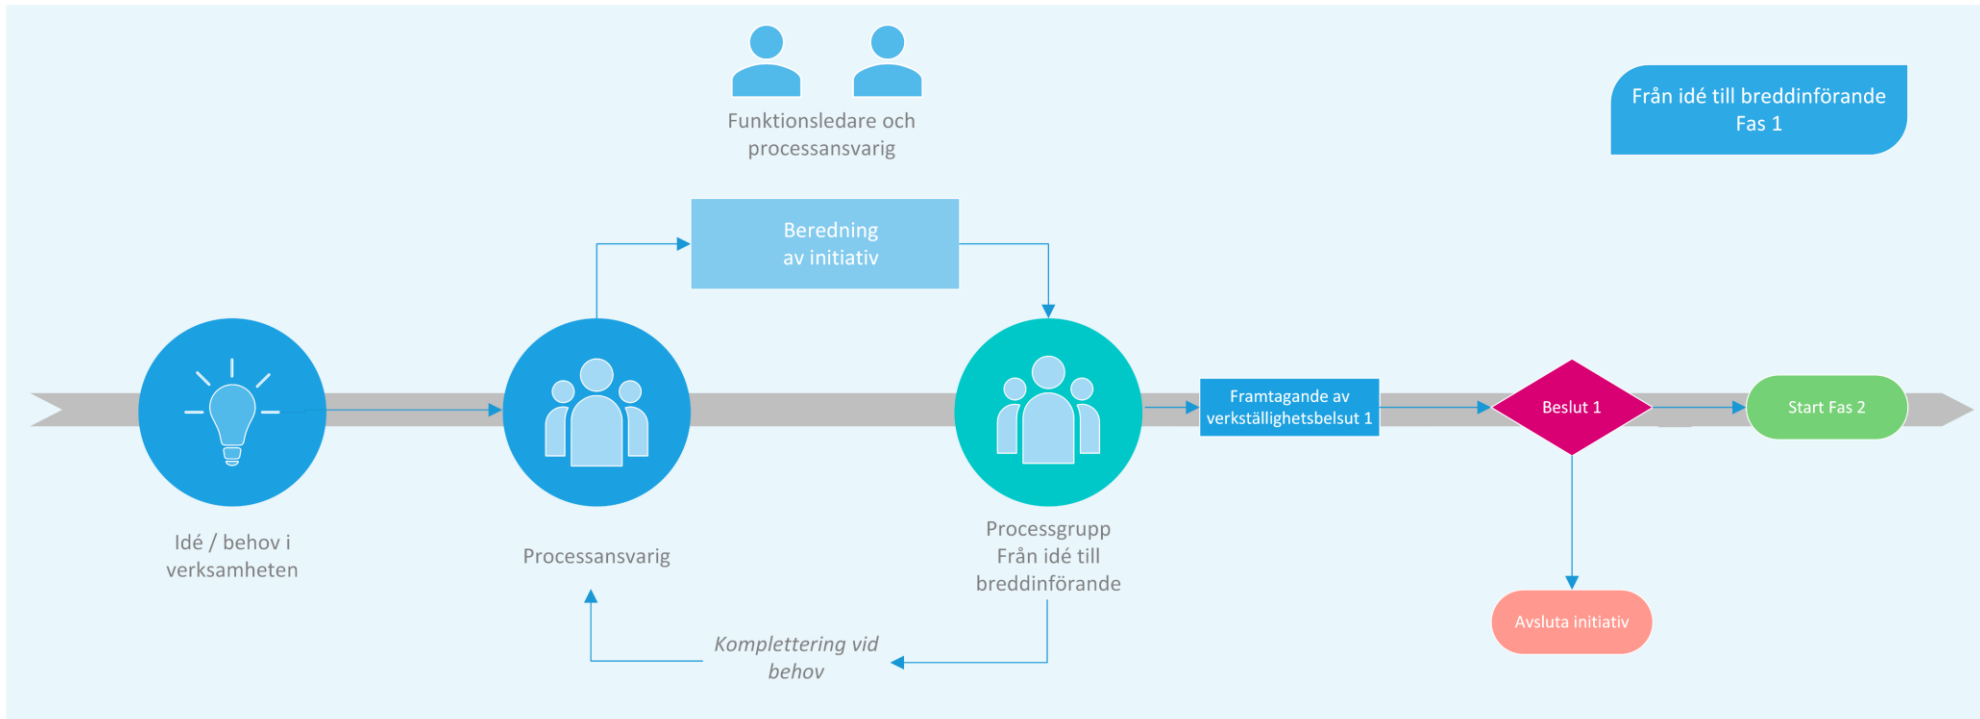 Funktionsledare och
processansvarig
Från idé till breddinförande
Fas 1
Beredning
av initiativ
Framtagande av
verkställighetsbelsut 1
Beslut 1
Start Fas 2
Idé / behov i
verksamheten
Processansvarig
Processgrupp
Från idé till
breddinförande
Komplettering vid
behov
Avsluta initiativ